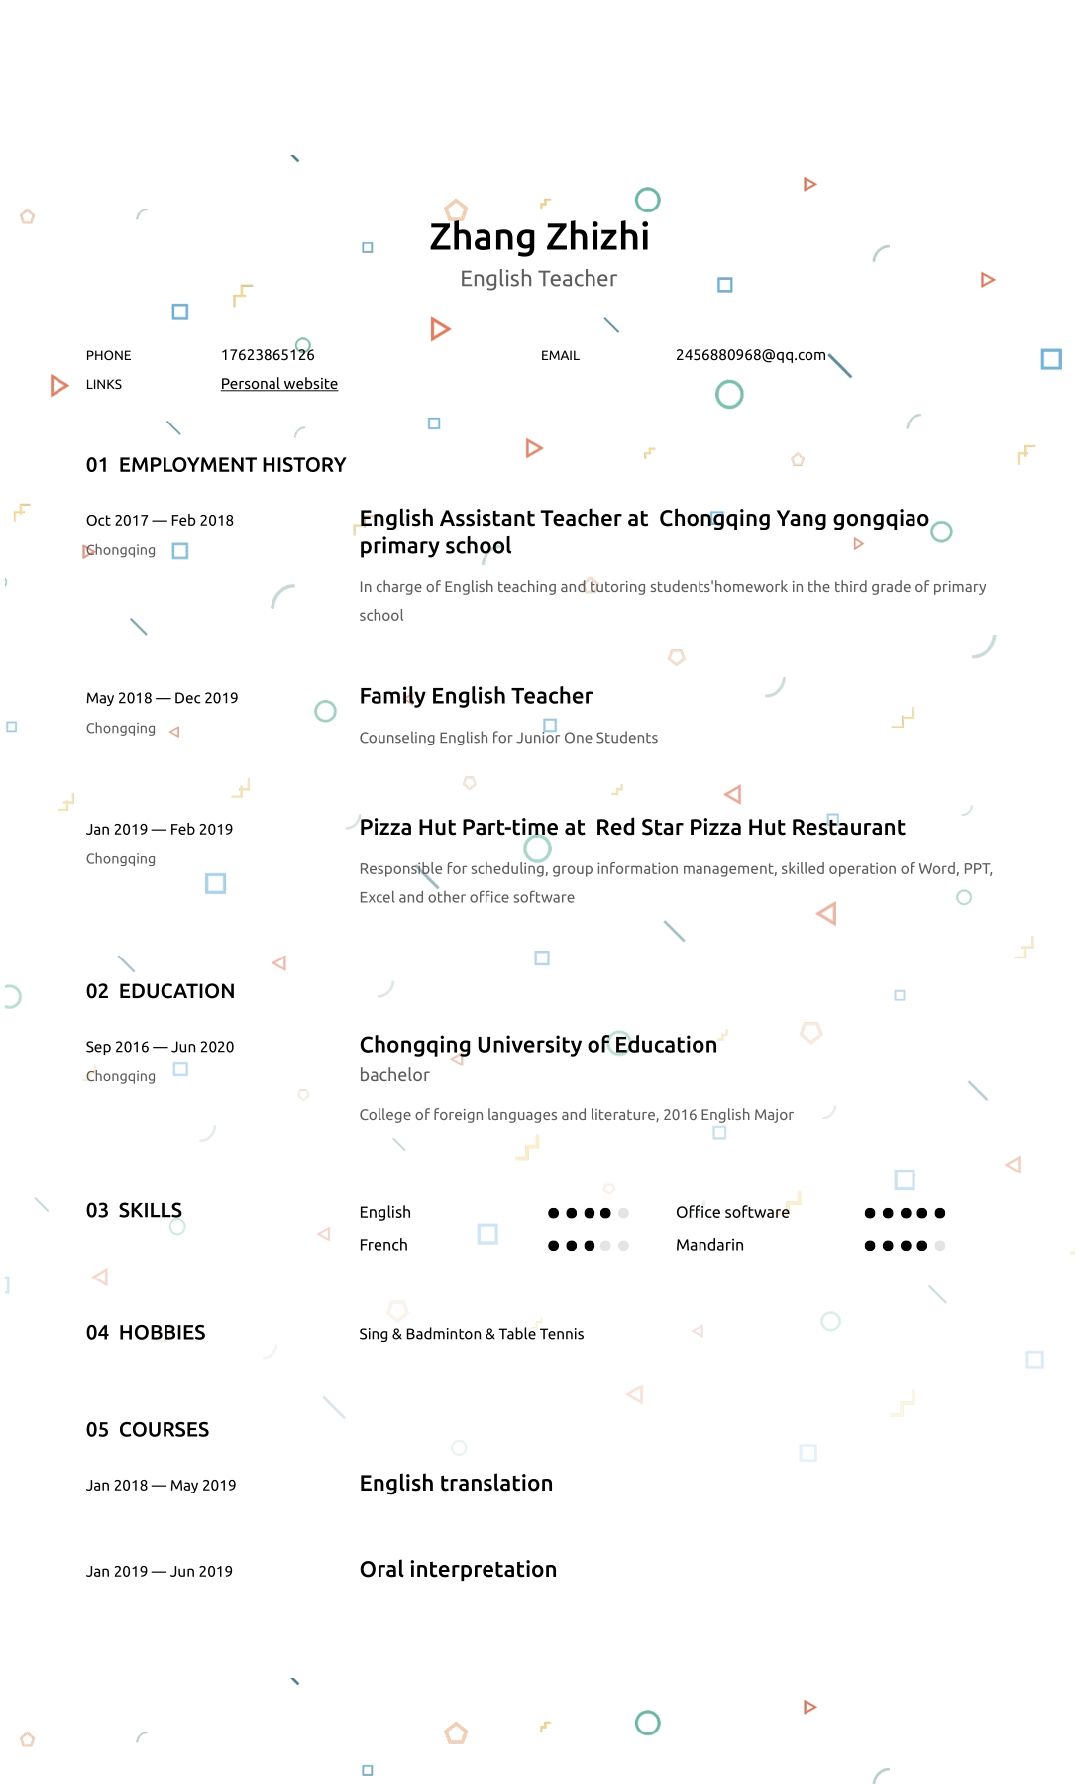 Zhang Zhizhi
English Teacher
PHONE 17623865126 EMAIL 2456880968@qq.com
LINKS Personal website
01 EMPLOYMENT HISTORY
Oct 2017 — Feb 2018 English Assistant Teacher at Chongqing Yang gongqiao
Chongqing primary school
In charge of English teaching and tutoring students'homework in the third grade of primary
school
May 2018 — Dec 2019 Family English Teacher
Chongqing
Counseling English for Junior One Students
Jan 2019 — Feb 2019 Pizza Hut Part-time at Red Star Pizza Hut Restaurant
Chongqing
Responsible for scheduling, group information management, skilled operation of Word, PPT,
Excel and other office software
02 EDUCATION
Sep 2016 — Jun 2020 Chongqing University of Education
Chongqing bachelor
College of foreign languages and literature, 2016 English Major
03 SKILLS English Office software
French Mandarin
04 HOBBIES Sing & Badminton & Table Tennis
05 COURSES
Jan 2018 — May 2019 English translation
Jan 2019 — Jun 2019 Oral interpretation